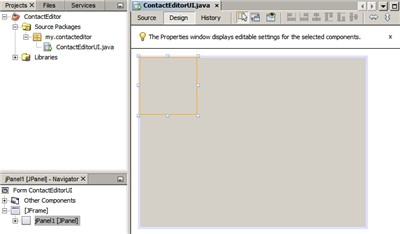 Projects x Files Services
ContactEditor
Source Packages
my.contacteditor
ContactEditorUI.java
Libraries
ContactEditorUI.java x
Source Design History
The Properties window displays editable settings for the selected components. x
jPanel1 [JPanel] - Navigator x
Form ContactEditorUI
Other Components
[JFrame]
jPanel1 [JPanel]